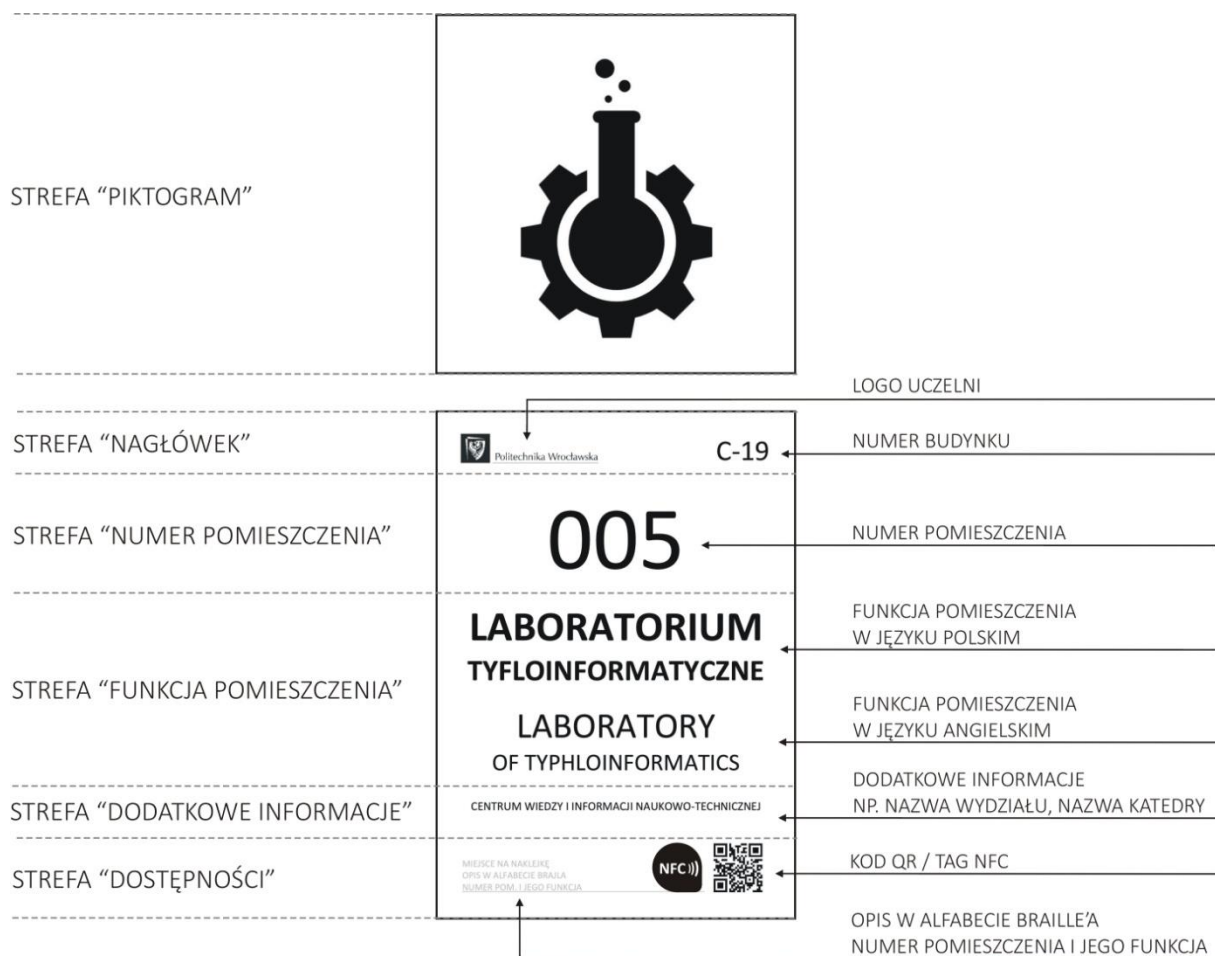 STREFA “PIKTOGRAM”
LOGO UCZELNI
STREFA “NAGŁÓWEK”
Politechnika Wrocławska
C-19
NUMER BUDYNKU
STREFA “NUMER POMIESZCZENIA”
005
NUMER POMIESZCZENIA
STREFA “FUNKCJA POMIESZCZENIA”
LABORATORIUM
TYFLOINFORMATYCZNE
FUNKCJA POMIESZCZENIA
W JĘZYKU POLSKIM
LABORATORY
OF TYPHLOINFORMATICS
FUNKCJA POMIESZCZENIA
W JĘZYKU ANGIELSKIM
STREFA “DODATKOWE INFORMACJE”
CENTRUM WIEDZY I INFORMACJI NAUKOWO-TECHNICZNEJ
DODATKOWE INFORMACJE
NP. NAZWA WYDZIAŁU, NAZWA KATEDRY
STREFA “DOSTĘPNOŚCI”
MIEJSCE NA NAKLEJKĘ
OPIS W ALFABECIE BRAJLA
NUMER POM. I JEGO FUNKCJA
NFC
KOD QR / TAG NFC
OPIS W ALFABECIE BRAILLE’A
NUMER POMIESZCZENIA I JEGO FUNKCJA